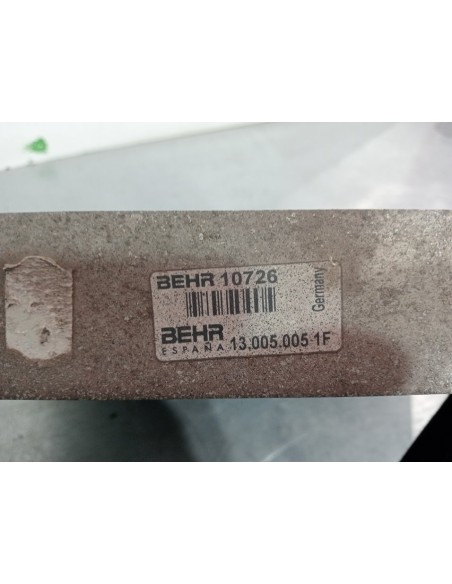 BEHR 10726
BEHR
ESPAÑA 13.005.005 1F
Germany